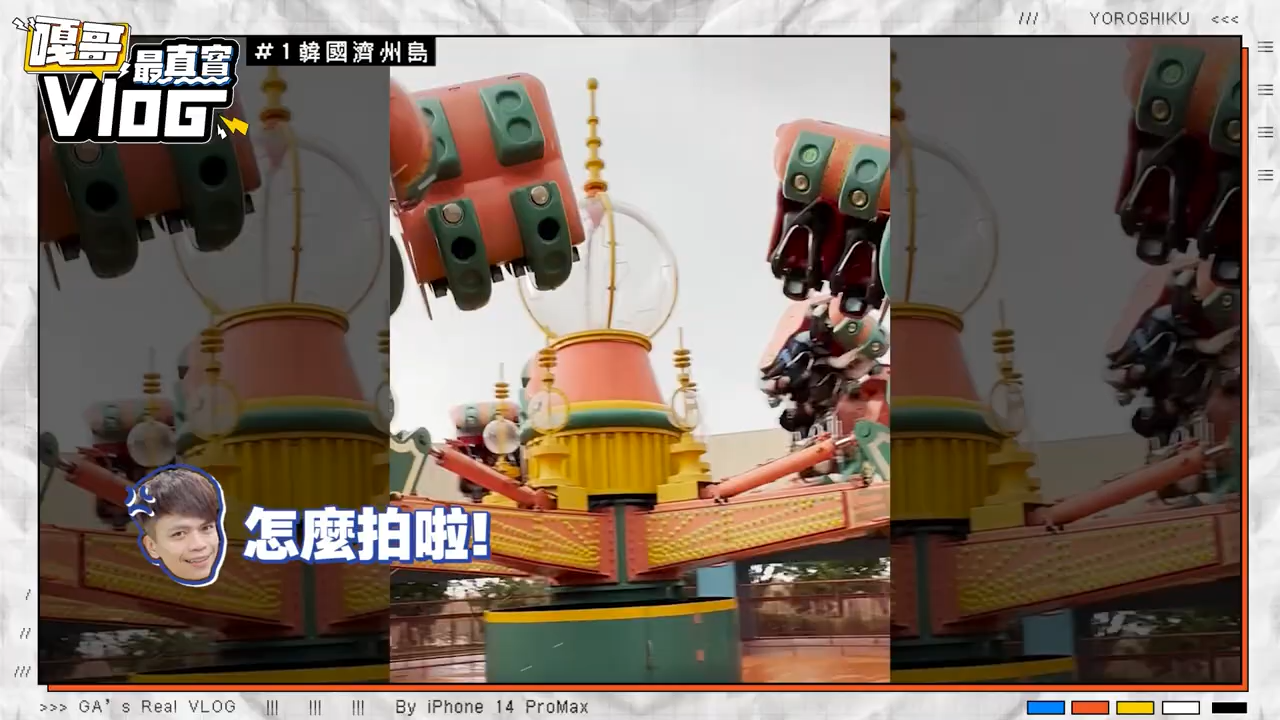 /// YOROSHIKU <<<
嘎哥
最真實
VLOG
#1韓國濟州島
怎麼拍啦!
/
//
///
>>> GA's Real VLOG ||| ||| ||| By iPhone 14 ProMax